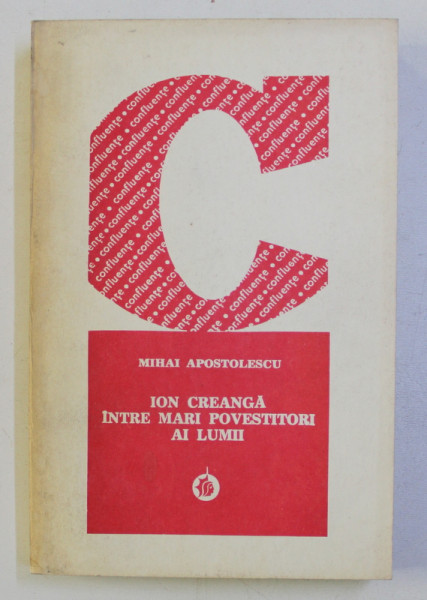 confluențe • confluențe • confluențe
MIHAI APOSTOLESCU
ION CREANGĂ
ÎNTRE MARI POVESTITORI
AI LUMII